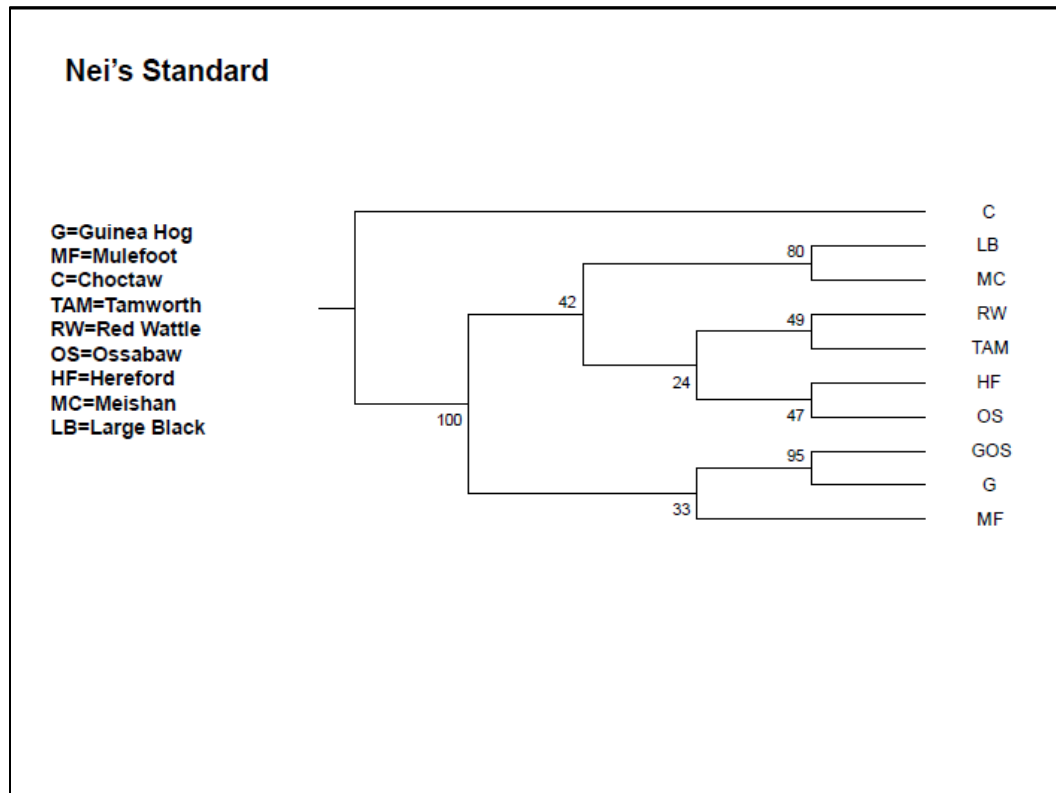 Nei's Standard
G=Guinea Hog
MF=Mulefoot
C=Choctaw
TAM=Tamworth
RW=Red Wattle
OS=Ossabaw
HF=Hereford
MC=Meishan
LB=Large Black
C
LB
80
MC
42
RW
49
TAM
24
HF
47
OS
100
GOS
95
G
33
MF